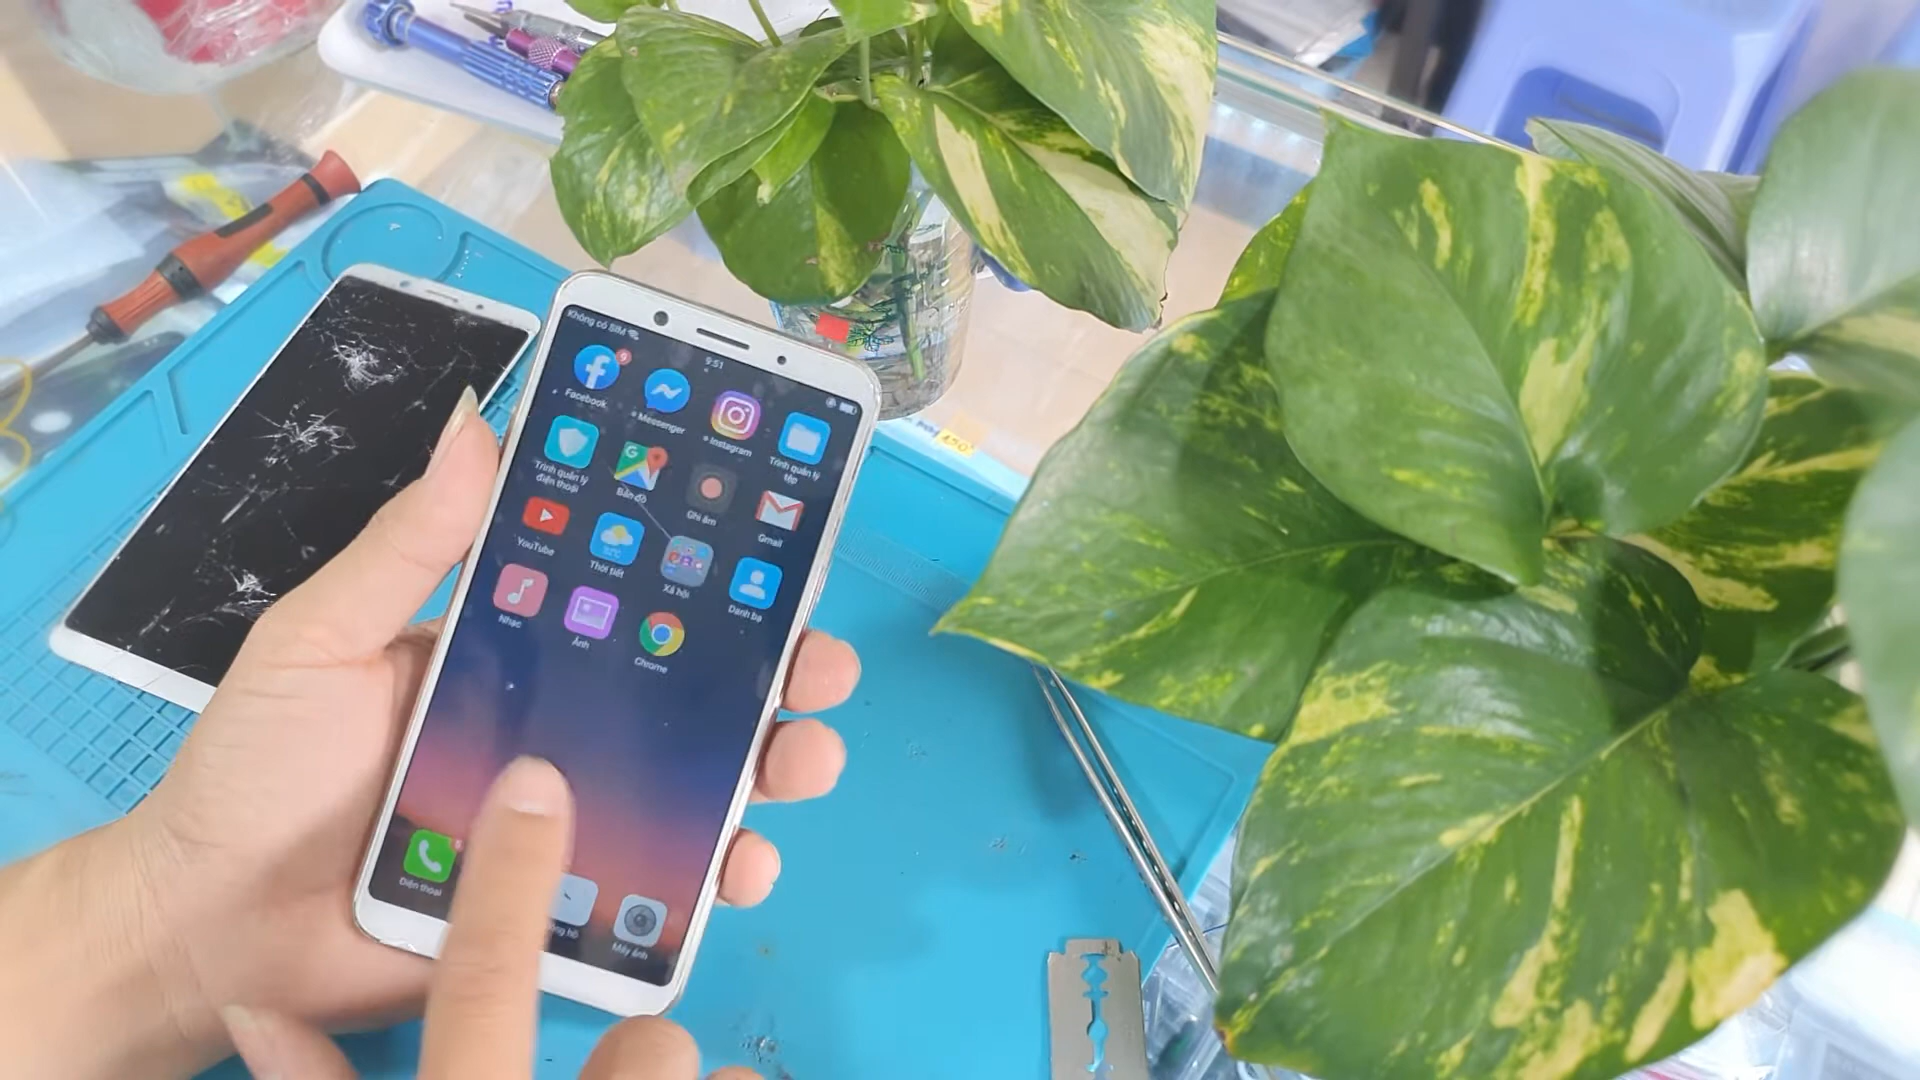 Không có SIM
9:51
9
Facebook
Messenger
Instagram
Trình quản lý
tệp
Trình quản lý
điện thoại
Bản đồ
Ghi âm
Gmail
YouTube
Thời tiết
Xã hội
Danh bạ
Nhạc
Ảnh
Chrome
Điện thoại
Máy ảnh